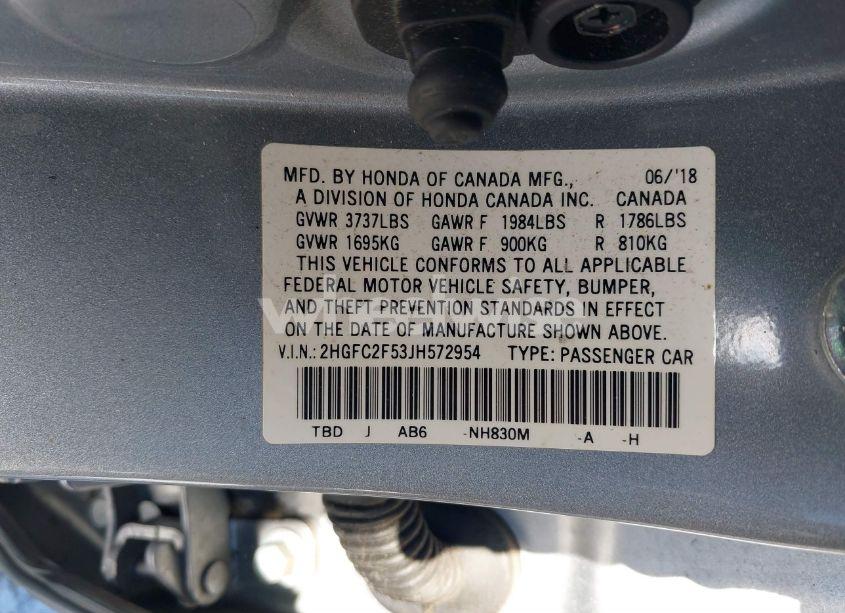 MFD. BY HONDA OF CANADA MFG., 06/'18
A DIVISION OF HONDA CANADA INC. CANADA
GVWR 3737LBS GAWR F 1984LBS R 1786LBS
GVWR 1695KG GAWR F 900KG R 810KG
THIS VEHICLE CONFORMS TO ALL APPLICABLE
FEDERAL MOTOR VEHICLE SAFETY, BUMPER,
AND THEFT PREVENTION STANDARDS IN EFFECT
ON THE DATE OF MANUFACTURE SHOWN ABOVE.
V.I.N.: 2HGFC2F53JH572954 TYPE: PASSENGER CAR
TBD J AB6 -NH830M -A -H